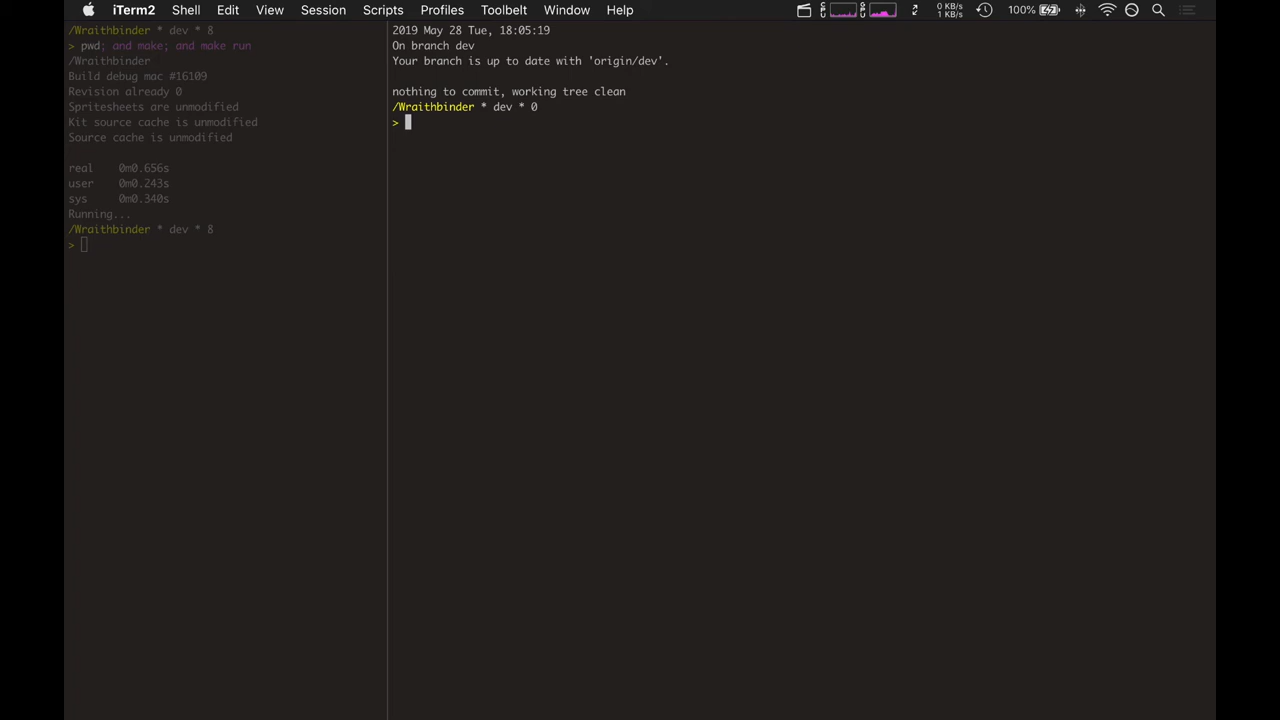 iTerm2 Shell Edit View Session Scripts Profiles Toolbelt Window Help 0 KB/s 1 KB/s 100%
/Wraithbinder * dev * 8
> pwd; and make; and make run
/Wraithbinder
Build debug mac #16109
Revision already 0
Spritesheets are unmodified
Kit source cache is unmodified
Source cache is unmodified
real 0m0.656s
user 0m0.243s
sys 0m0.340s
Running...
/Wraithbinder * dev * 8
>
2019 May 28 Tue, 18:05:19
On branch dev
Your branch is up to date with 'origin/dev'.
nothing to commit, working tree clean
/Wraithbinder * dev * 0
>